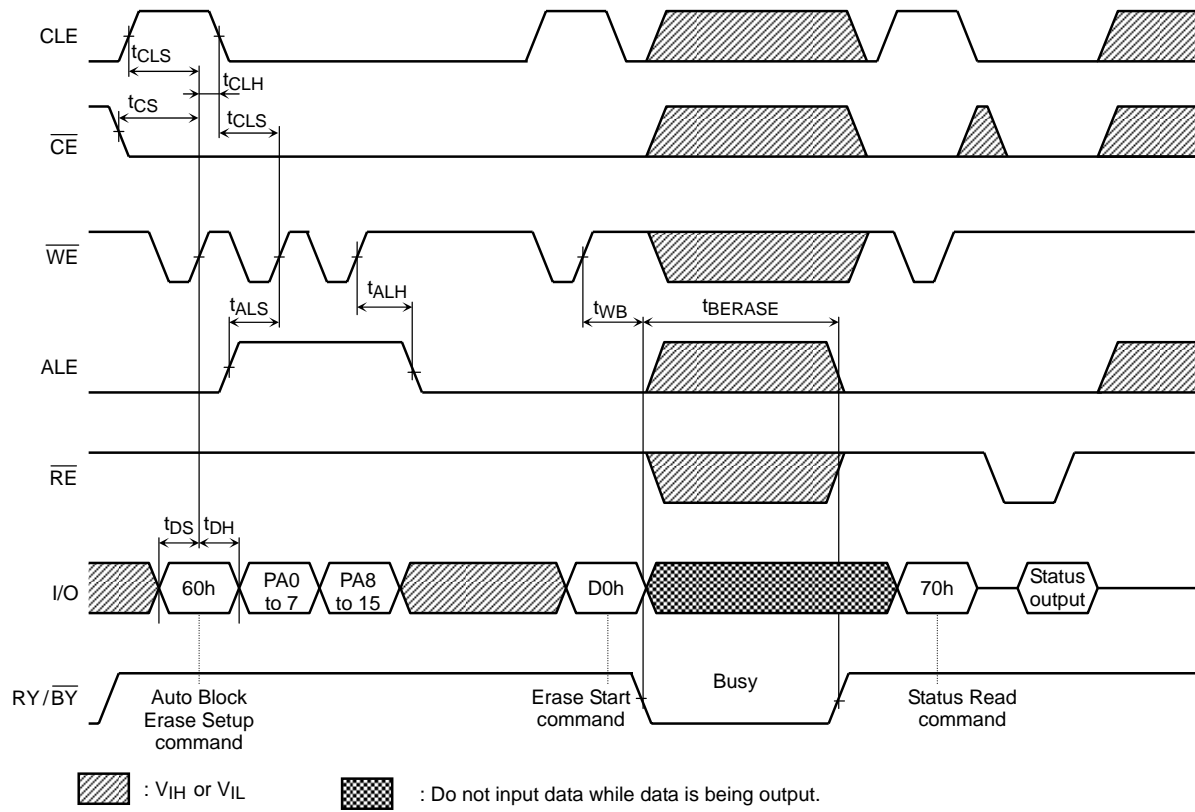 CLE
tCLS
tCLH
tCS
tCLS
CE
WE
tALS
tALH
tWB
tBERASE
ALE
RE
tDS
tDH
I/O
60h
PA0
to 7
PA8
to 15
D0h
70h
Status
output
RY/BY
Busy
Auto Block
Erase Setup
command
Erase Start
command
Status Read
command
: VIH or VIL
: Do not input data while data is being output.